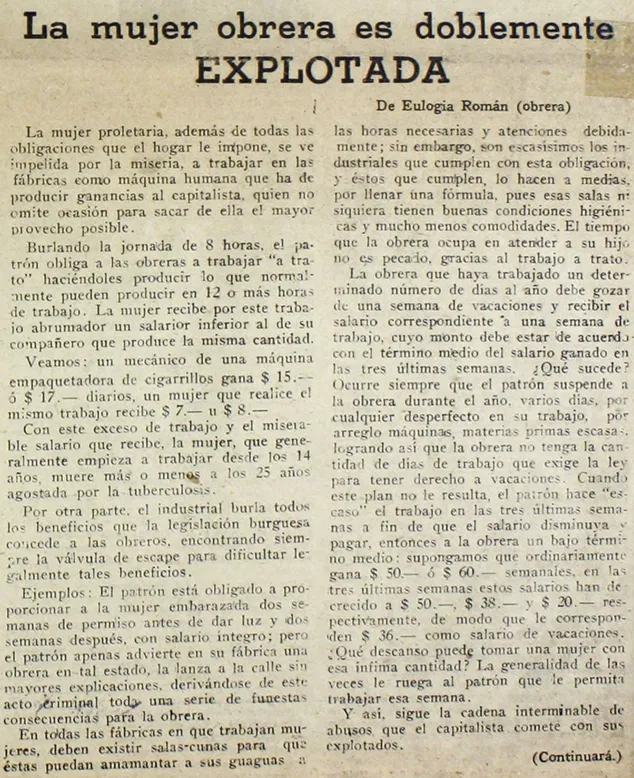 La mujer obrera es doblemente
EXPLOTADA
De Eulogia Román (obrera)
La mujer proletaria, además de todas las
obligaciones que el hogar le impone, se ve
impelida por la miseria, a trabajar en las
fábricas como máquina humana que ha de
producir ganancias al capitalista, quien no
omite ocasión para sacar de ella el mayor
provecho posible.
Burlando la jornada de 8 horas, el pa-
trón obliga a las obreras a trabajar "a tra-
to" haciéndoles producir lo que normal-
mente pueden producir en 12 o más horas
de trabajo. La mujer recibe por este traba-
jo abrumador un salarior inferior al de su
compañero que produce la misma cantidad.
Veamos: un mecánico de una máquina
empaquetadora de cigarrillos gana $ 15.—
ó $ 17.— diarios, un mujer que realice el
mismo trabajo recibe $ 7.— u $ 8.—
Con este exceso de trabajo y el misera-
ble salario que recibe, la mujer, que gene-
ralmente empieza a trabajar desde los 14
años, muere más o menos a los 25 años
agostada por la tuberculosis.
Por otra parte, el industrial burla todos
los beneficios que la legislación burguesa
concede a las obreros, encontrando siem-
pre la válvula de escape para dificultar le-
galmente tales beneficios.
Ejemplos: El patrón está obligado a pro-
porcionar a la mujer embarazada dos se-
manas de permiso antes de dar luz y dos
semanas después, con salario íntegro; pero
el patrón apenas advierte en su fábrica una
obrera en tal estado, la lanza a la calle sin
mayores explicaciones, derivándose de este
acto criminal toda una serie de funestas
consecuencias para la obrera.
En todas las fábricas en que trabajan mu-
jeres, deben existir salas-cunas para que
éstas puedan amamantar a sus guaguas a
las horas necesarias y atenciones debida-
mente; sin embargo, son escasísimos los in-
dustriales que cumplen con esta obligación,
y éstos que cumplen, lo hacen a medias,
por llenar una fórmula, pues esas salas ni
siquiera tienen buenas condiciones higiéni-
cas y mucho menos comodidades. El tiempo
que la obrera ocupa en atender a su hijo
no es pecado, gracias al trabajo a trato.
La obrera que haya trabajado un deter-
minado número de días al año debe gozar
de una semana de vacaciones y recibir el
salario correspondiente a una semana de
trabajo, cuyo monto debe estar de acuerdo
con el término medio del salario ganado en
las tres últimas semanas. ¿Qué sucede?
Ocurre siempre que el patrón suspende a
la obrera durante el año, varios días, por
cualquier desperfecto en su trabajo, por
arreglo máquinas, materias primas escasas,
logrando así que la obrera no tenga la can-
tidad de días de trabajo que exige la ley
para tener derecho a vacaciones. Cuando
este plan no le resulta, el patrón hace "es-
caso" el trabajo en las tres últimas sema-
nas a fin de que el salario disminuya y
pagar, entonces a la obrera un bajo térmi-
no medio: supongamos que ordinariamente
gana $ 50.— ó $ 60.— semanales, en las
tres últimas semanas estos salarios han de
crecido a $ 50.—, $ 38.— y $ 20.— res-
pectivamente, de modo que le correspon-
den $ 36.— como salario de vacaciones.
¿Qué descanso puede tomar una mujer con
esa ínfima cantidad? La generalidad de las
veces le ruega al patrón que le permita
trabajar esa semana.
Y así, sigue la cadena interminable de
abusos que el capitalista comete con sus
explotados.
(Continuará.)